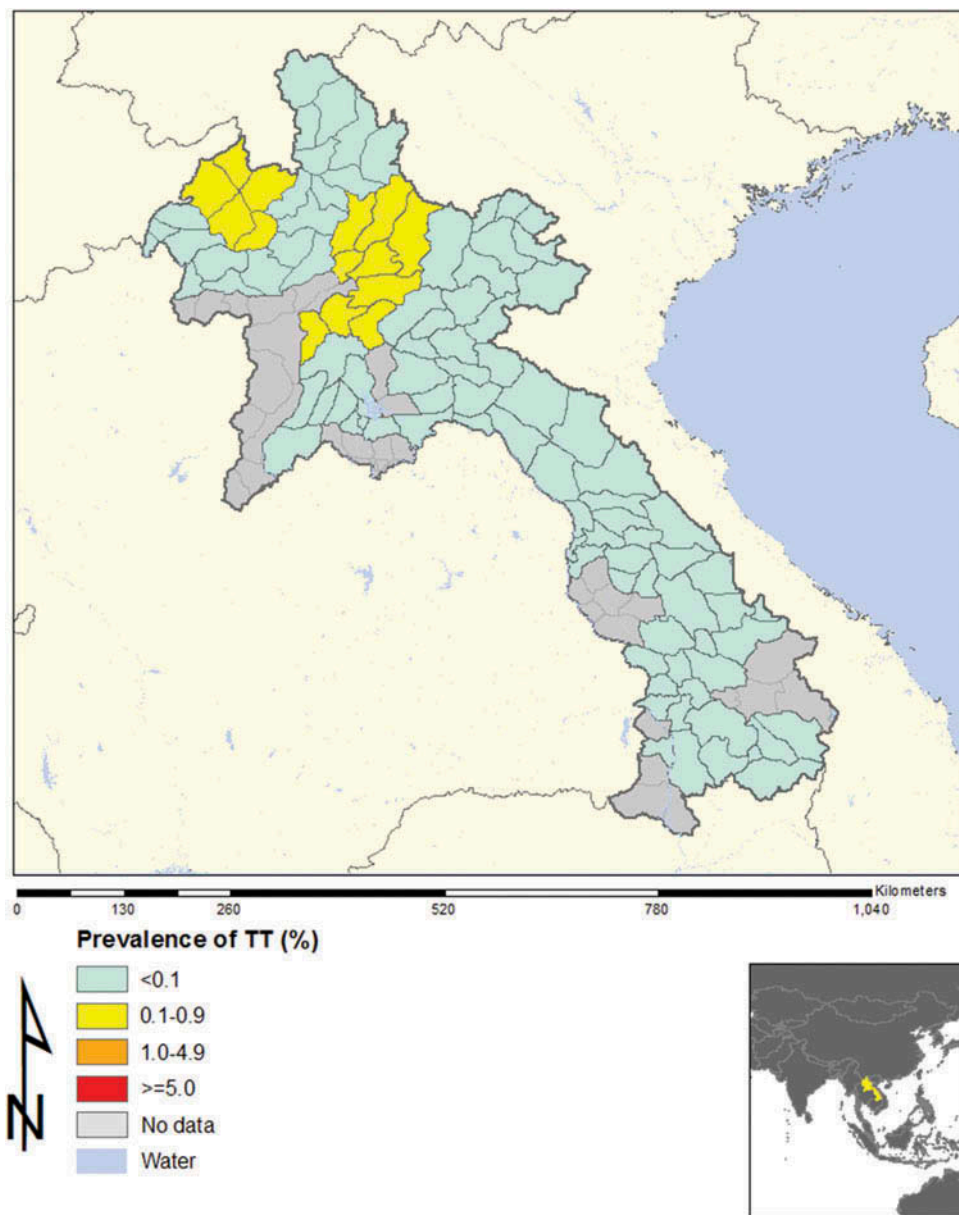 Kilometers
0 130 260 520 780 1,040
Prevalence of TT (%)
<0.1
0.1-0.9
1.0-4.9
>=5.0
No data
Water
N